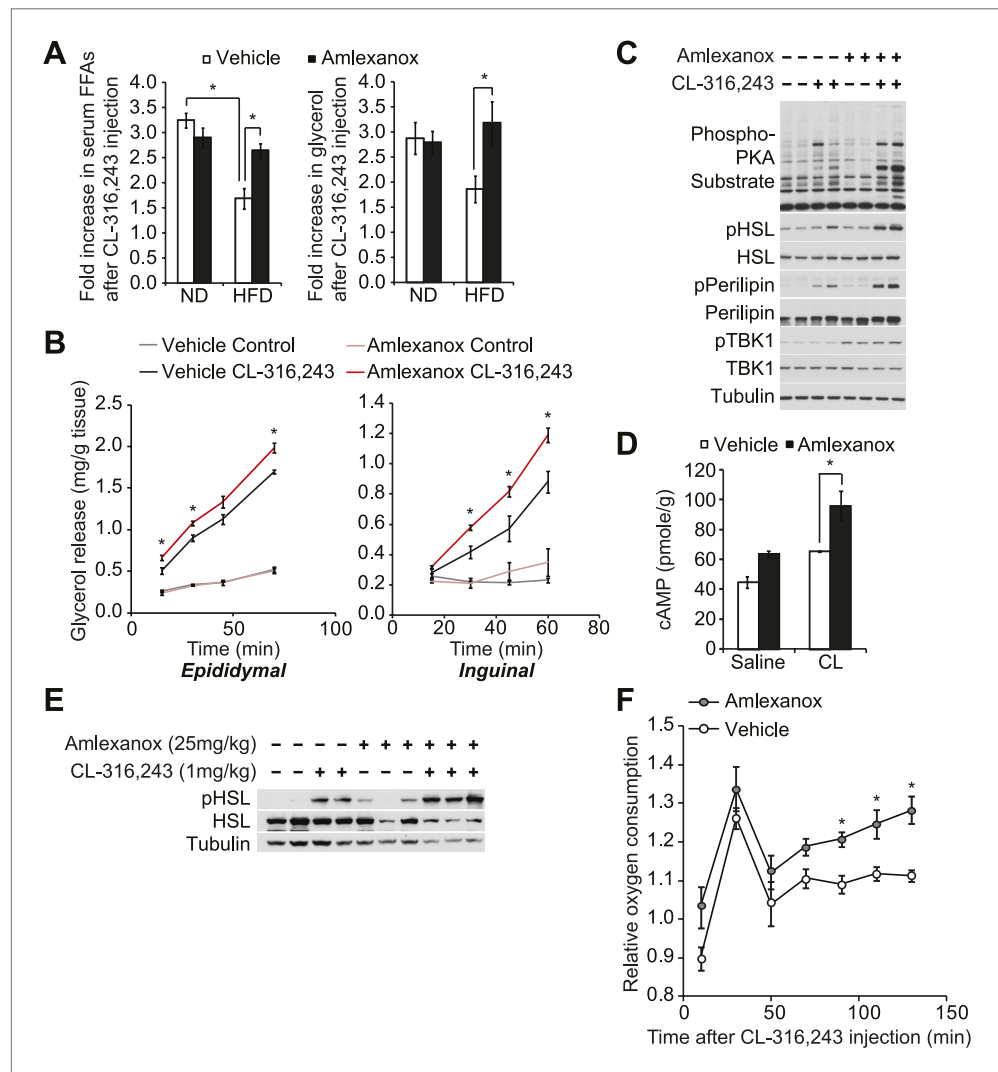 A
Vehicle
Amlexanox
Fold increase in serum FFAs
after CL-316,243 injection
4.0
3.5
3.0
2.5
2.0
1.5
1.0
0.5
0.0
*
*
ND
HFD
Fold increase in glycerol
after CL-316,243 injection
4.0
3.5
3.0
2.5
2.0
1.5
1.0
0.5
0.0
*
ND
HFD
B
Vehicle Control
Amlexanox Control
Vehicle CL-316,243
Amlexanox CL-316,243
Glycerol release (mg/g tissue)
2.5
2.0
1.5
1.0
0.5
0.0
* * *
0 50 100
Time (min)
Epididymal
1.4
1.2
1.0
0.8
0.6
0.4
0.2
0.0
* * *
0 20 40 60 80
Time (min)
Inguinal
C
Amlexanox − − − − + + + +
CL-316,243 − − + + − − + +
Phospho-
PKA
Substrate
pHSL
HSL
pPerilipin
Perilipin
pTBK1
TBK1
Tubulin
D
Vehicle
Amlexanox
cAMP (pmole/g)
120
100
80
60
40
20
0
*
Saline
CL
E
Amlexanox (25mg/kg) − − − − + + + + + +
CL-316,243 (1mg/kg) − − + + − − − + + +
pHSL
HSL
Tubulin
F
Amlexanox
Vehicle
Relative oxygen consumption
1.5
1.4
1.3
1.2
1.1
1.0
0.9
0.8
* * *
0 50 100 150
Time after CL-316,243 injection (min)